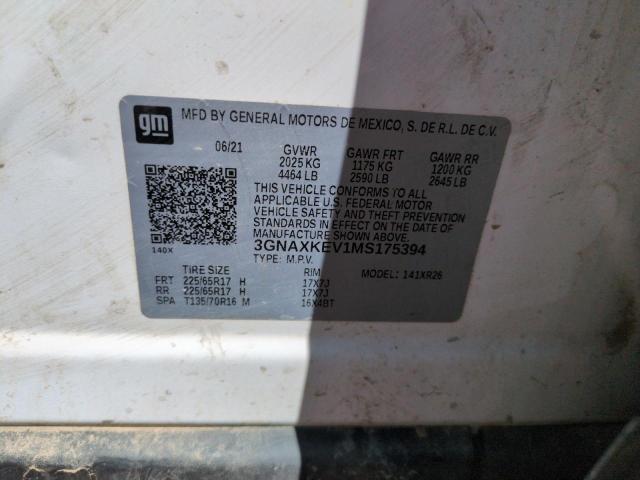 gm
MFD BY GENERAL MOTORS DE MEXICO, S. DE R.L. DE C.V.
06/21 GVWR GAWR FRT GAWR RR
2025 KG 1175 KG 1200 KG
4464 LB 2590 LB 2645 LB
THIS VEHICLE CONFORMS TO ALL
APPLICABLE U.S. FEDERAL MOTOR
VEHICLE SAFETY AND THEFT PREVENTION
STANDARDS IN EFFECT ON THE DATE OF
MANUFACTURE SHOWN ABOVE.
140X 3GNAXKEV1MS175394
TYPE: M.P.V.
TIRE SIZE RIM MODEL: 141XR26
FRT 225/65R17 H 17X7J
RR 225/65R17 H 17X7J
SPA T135/70R16 M 16X4BT